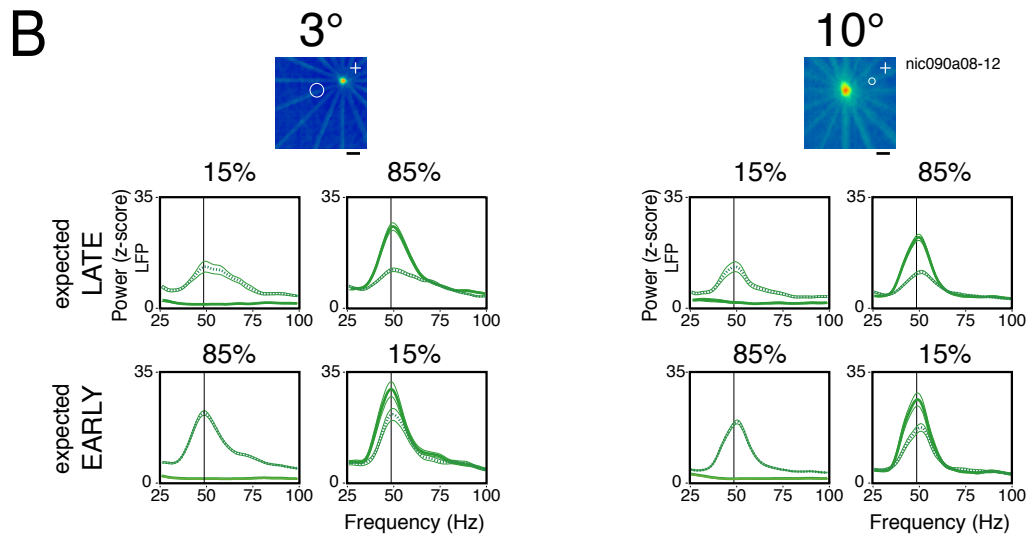 B
3° 10°
nic090a08-12
15% 85% 15% 85%
expected LATE
Power (z-score)
LFP
35
0
25 50 75 100
35
0
25 50 75 100
Power (z-score)
LFP
35
0
25 50 75 100
35
0
25 50 75 100
85% 15% 85% 15%
expected EARLY
35
0
25 50 75 100
35
0
25 50 75 100
35
0
25 50 75 100
35
0
25 50 75 100
Frequency (Hz) Frequency (Hz)